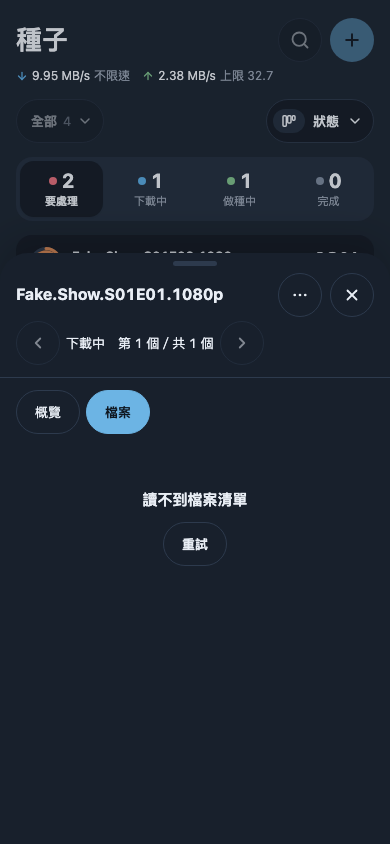 種子
9.95 MB/s 不限速 2.38 MB/s 上限 32.7
全部 4 狀態
2 1 1 0
要處理 下載中 做種中 完成
Fake.Show.S01E01.1080p
下載中 第 1 個 / 共 1 個
概覽 檔案
讀不到檔案清單
重試